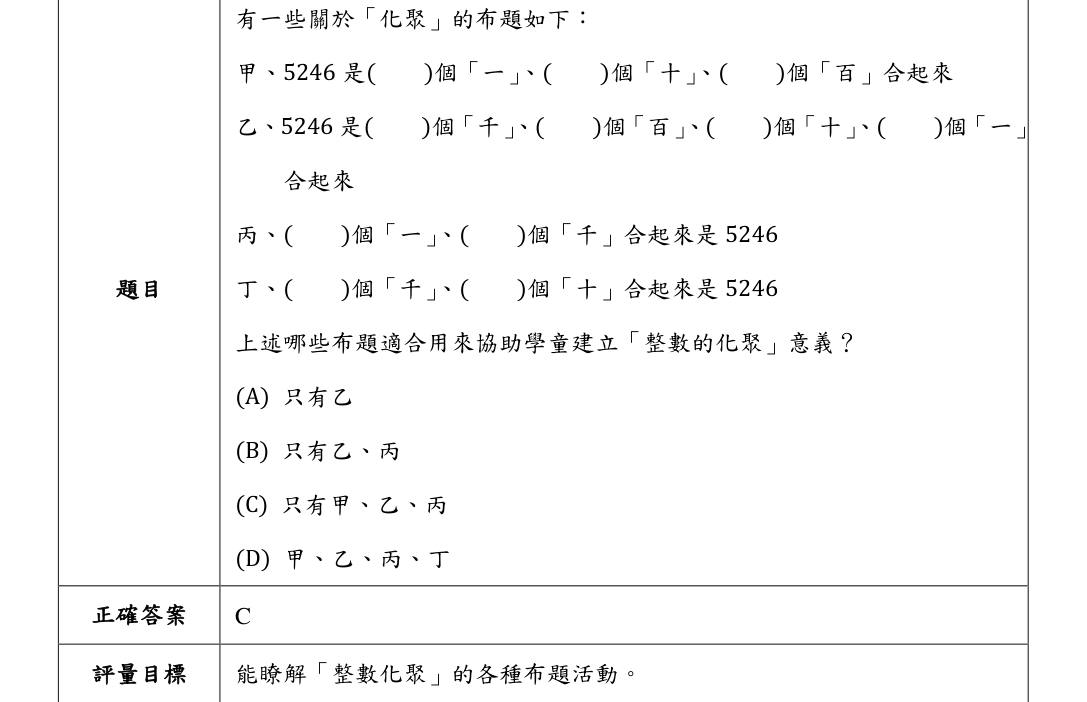 有一些關於「化聚」的布題如下：
甲、5246 是(　　)個「一」、(　　)個「十」、(　　)個「百」合起來
乙、5246 是(　　)個「千」、(　　)個「百」、(　　)個「十」、(　　)個「一」
合起來
丙、(　　)個「一」、(　　)個「千」合起來是 5246
題目
丁、(　　)個「千」、(　　)個「十」合起來是 5246
上述哪些布題適合用來協助學童建立「整數的化聚」意義？
(A) 只有乙
(B) 只有乙、丙
(C) 只有甲、乙、丙
(D) 甲、乙、丙、丁
正確答案 C
評量目標 能瞭解「整數化聚」的各種布題活動。